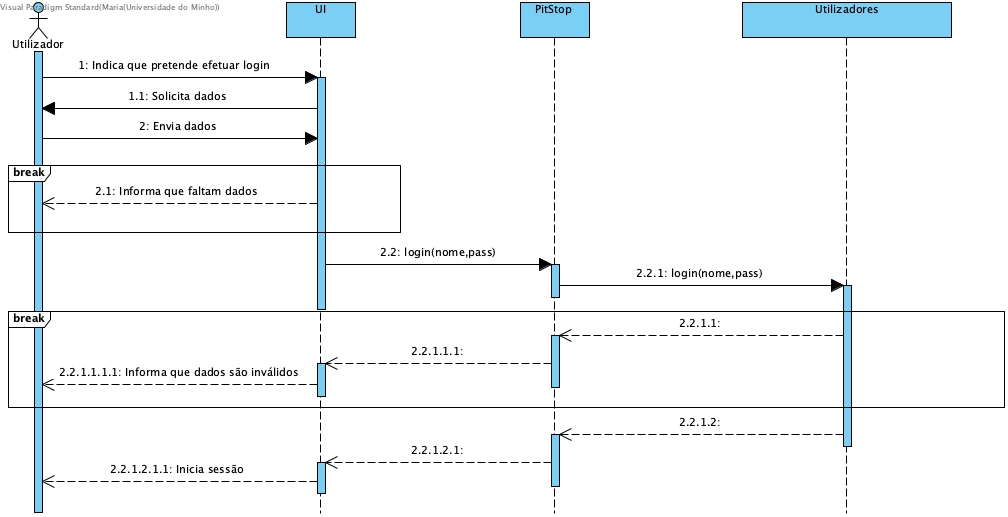 Visual Paradigm Standard(Maria(Universidade do Minho))
UI
PitStop
Utilizadores
Utilizador
1: Indica que pretende efetuar login
1.1: Solicita dados
2: Envia dados
break
2.1: Informa que faltam dados
2.2: login(nome,pass)
2.2.1: login(nome,pass)
break
2.2.1.1:
2.2.1.1.1:
2.2.1.1.1.1: Informa que dados são inválidos
2.2.1.2:
2.2.1.2.1:
2.2.1.2.1.1: Inicia sessão